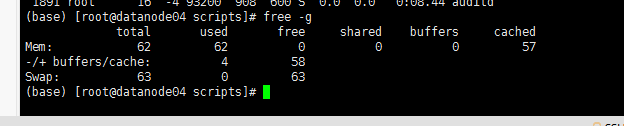 1891 root 16 -4 93200 908 600 S 0.0 0.0 0:08.44 auditd
(base) [root@datanode04 scripts]# free -g
total used free shared buffers cached
Mem: 62 62 0 0 0 57
-/+ buffers/cache: 4 58
Swap: 63 0 63
(base) [root@datanode04 scripts]#